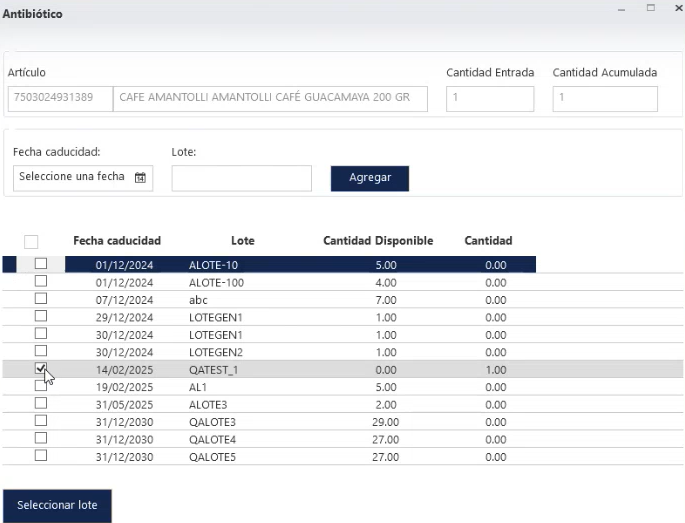 Antibiótico
Artículo Cantidad Entrada Cantidad Acumulada
7503024931389 CAFE AMANTOLLI AMANTOLLI CAFÉ GUACAMAYA 200 GR 1 1
Fecha caducidad: Lote:
Seleccione una fecha 14 Agregar
Fecha caducidad Lote Cantidad Disponible Cantidad
01/12/2024 ALOTE-10 5.00 0.00
01/12/2024 ALOTE-100 4.00 0.00
07/12/2024 abc 7.00 0.00
29/12/2024 LOTEGEN1 1.00 0.00
30/12/2024 LOTEGEN1 1.00 0.00
30/12/2024 LOTEGEN2 1.00 0.00
14/02/2025 QATEST_1 0.00 1.00
19/02/2025 AL1 5.00 0.00
31/05/2025 ALOTE3 2.00 0.00
31/12/2030 QALOTE3 29.00 0.00
31/12/2030 QALOTE4 27.00 0.00
31/12/2030 QALOTE5 27.00 0.00
Seleccionar lote